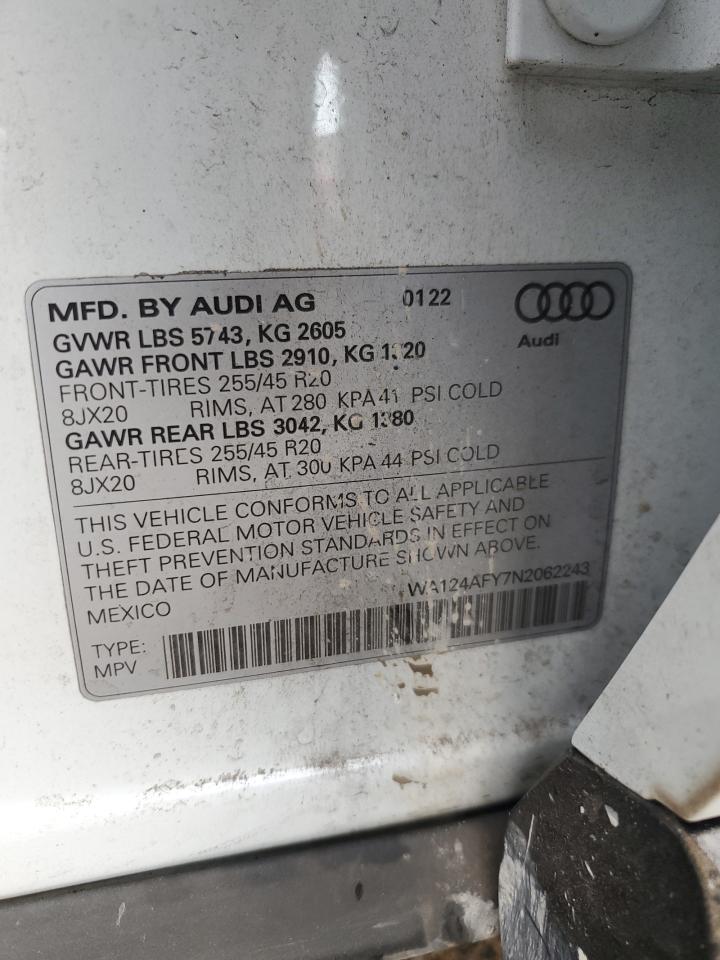 MFD. BY AUDI AG 0122
Audi
GVWR LBS 5743, KG 2605
GAWR FRONT LBS 2910, KG 1320
FRONT-TIRES 255/45 R20
8JX20 RIMS, AT 280 KPA 41 PSI COLD
GAWR REAR LBS 3042, KG 1380
REAR-TIRES 255/45 R20
8JX20 RIMS, AT 300 KPA 44 PSI COLD
THIS VEHICLE CONFORMS TO ALL APPLICABLE
U.S. FEDERAL MOTOR VEHICLE SAFETY AND
THEFT PREVENTION STANDARDS IN EFFECT ON
THE DATE OF MANUFACTURE SHOWN ABOVE.
MEXICO WA124AFY7N2062243
TYPE:
MPV